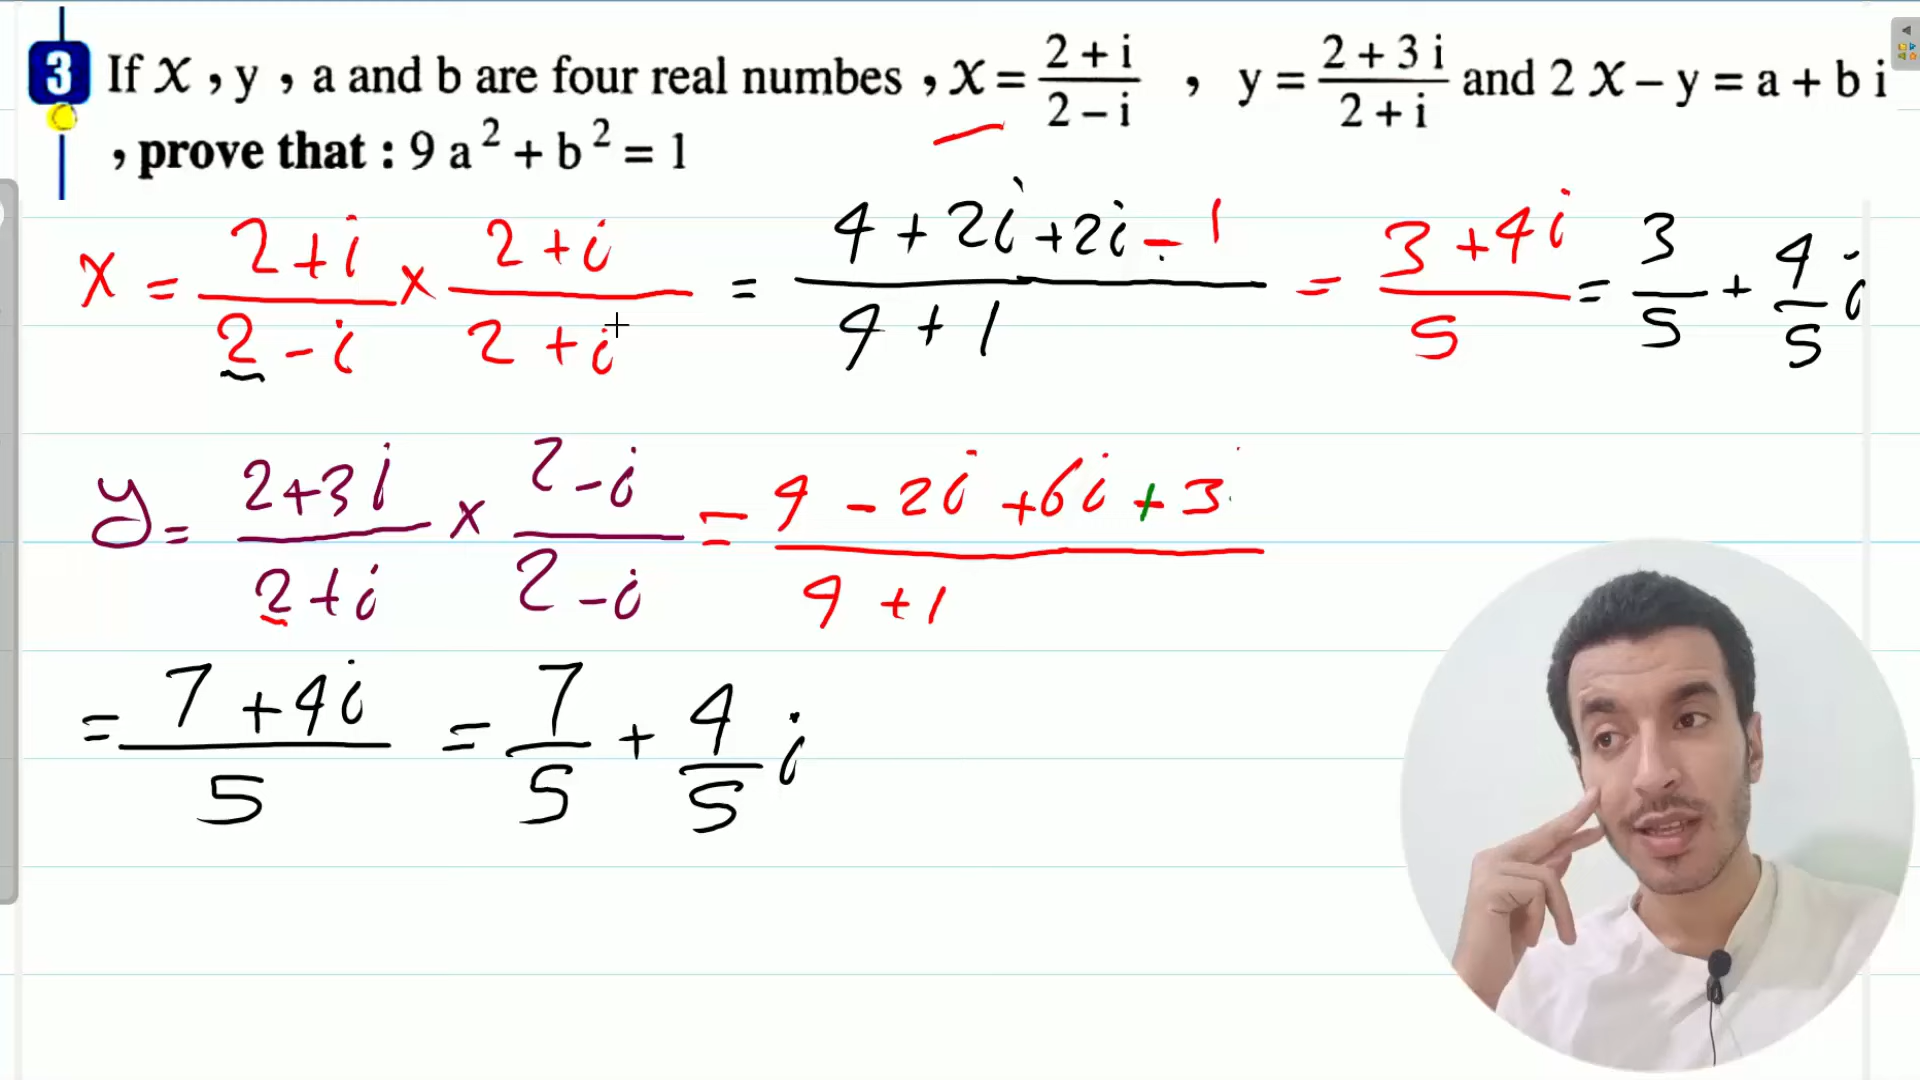 3 If X , y , a and b are four real numbes , X = (2 + i)/(2 – i) , y = (2 + 3 i)/(2 + i) and 2 X – y = a + b i
, prove that : 9 a² + b² = 1
x = (2+i)/(2-i) × (2+i)/(2+i) = (4+2i+2i-1)/(4+1) = (3+4i)/5 = 3/5 + 4/5 i
y = (2+3i)/(2+i) × (2-i)/(2-i) = (4-2i+6i+3)/(4+1)
= (7+4i)/5 = 7/5 + 4/5 i